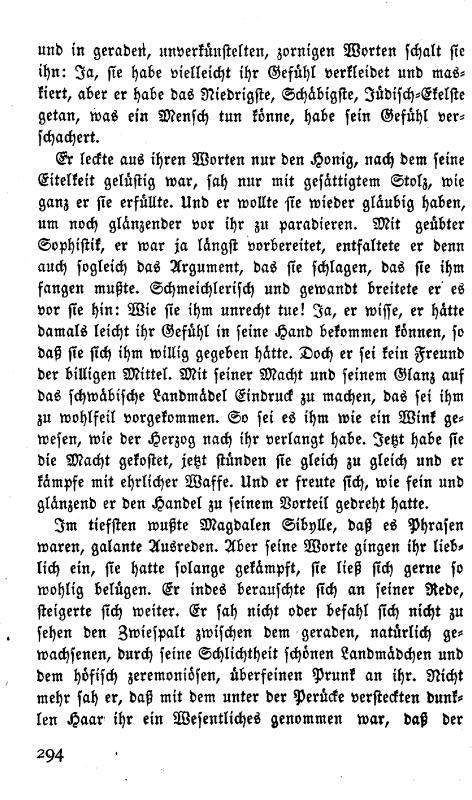 und in geraden, unverkünstelten, zornigen Worten schalt sie
ihn: Ja, sie habe vielleicht ihr Gefühl verkleidet und mas-
kiert, aber er habe das Niedrigste, Schäbigste, Jüdisch-Ekelste
getan, was ein Mensch tun könne, habe sein Gefühl ver-
schachert.
Er leckte aus ihren Worten nur den Honig, nach dem seine
Eitelkeit gelüstig war, sah nur mit gesättigtem Stolz, wie
ganz er sie erfüllte. Und er wollte sie wieder gläubig haben,
um noch glänzender vor ihr zu paradieren. Mit geübter
Sophistik, er war ja längst vorbereitet, entfaltete er denn
auch sogleich das Argument, das sie schlagen, das sie ihm
fangen mußte. Schmeichlerisch und gewandt breitete er es
vor sie hin: Wie sie ihm unrecht tue! Ja, er wisse, er hätte
damals leicht ihr Gefühl in seine Hand bekommen können, so
daß sie sich ihm willig gegeben hätte. Doch er sei kein Freund
der billigen Mittel. Mit seiner Macht und seinem Glanz auf
das schwäbische Landmädel Eindruck zu machen, das sei ihm
zu wohlfeil vorgekommen. So sei es ihm wie ein Wink ge-
wesen, wie der Herzog nach ihr verlangt habe. Jetzt habe sie
die Macht gekostet, jetzt stünden sie gleich zu gleich und er
kämpfe mit ehrlicher Waffe. Und er freute sich, wie fein und
glänzend er den Handel zu seinem Vorteil gedreht hatte.
Im tiefsten wußte Magdalen Sibylle, daß es Phrasen
waren, galante Ausreden. Aber seine Worte gingen ihr lieb-
lich ein, sie hatte solange gekämpft, sie ließ sich gerne so
wohlig belügen. Er indes berauschte sich an seiner Rede,
steigerte sich weiter. Er sah nicht oder befahl sich nicht zu
sehen den Zwiespalt zwischen dem geraden, natürlich ge-
wachsenen, durch seine Schlichtheit schönen Landmädchen und
dem höfisch zeremoniösen, überfeinen Prunk an ihr. Nicht
mehr sah er, daß mit dem unter der Perücke versteckten dunk-
len Haar ihr ein Wesentliches genommen war, daß der
294